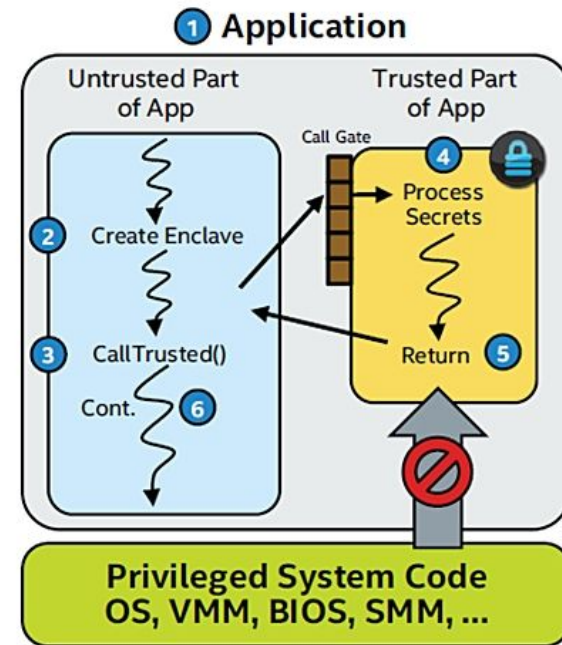 1 Application
Untrusted Part
of App
Trusted Part
of App
Call Gate
2 Create Enclave
3 CallTrusted()
Cont. 6
4
Process
Secrets
Return 5
Privileged System Code
OS, VMM, BIOS, SMM, ...